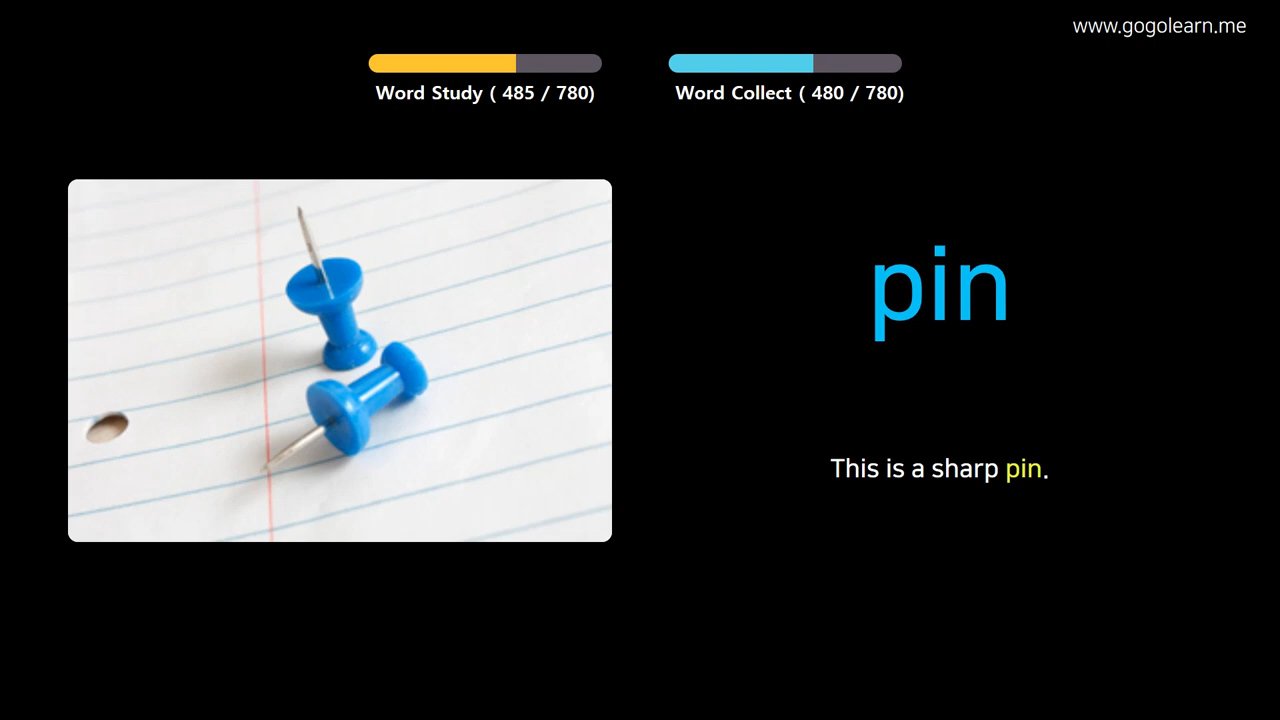 www.gogolearn.me
Word Study ( 485 / 780)
Word Collect ( 480 / 780)
pin
This is a sharp pin.